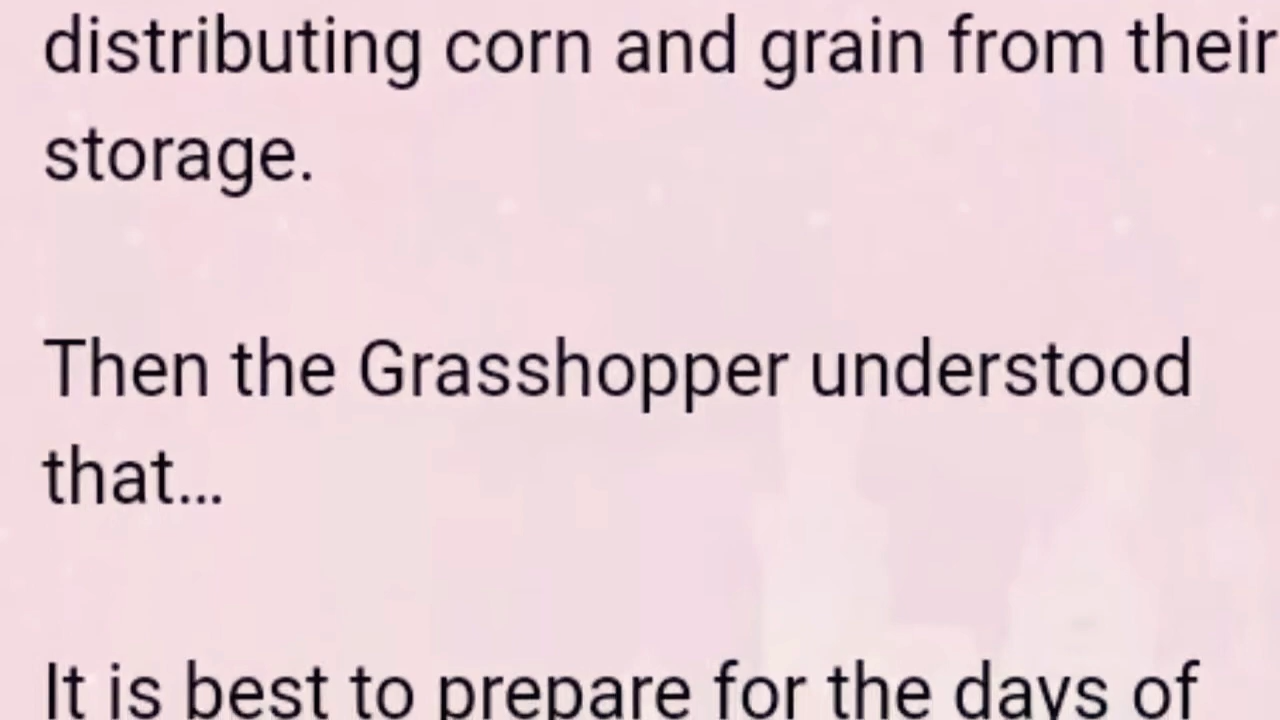 distributing corn and grain from their
storage.
Then the Grasshopper understood
that…
It is best to prepare for the days of